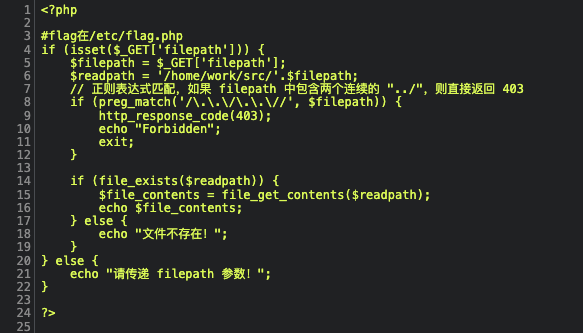 1 <?php
2
3 #flag在/etc/flag.php
4 if (isset($_GET['filepath'])) {
5     $filepath = $_GET['filepath'];
6     $readpath = '/home/work/src/'.$filepath;
7     // 正则表达式匹配, 如果 filepath 中包含两个连续的 "../", 则直接返回 403
8     if (preg_match('/\.\.\/\.\.\//', $filepath)) {
9         http_response_code(403);
10         echo "Forbidden";
11         exit;
12     }
13
14     if (file_exists($readpath)) {
15         $file_contents = file_get_contents($readpath);
16         echo $file_contents;
17     } else {
18         echo "文件不存在! ";
19     }
20 } else {
21     echo "请传递 filepath 参数! ";
22 }
23
24 ?>
25